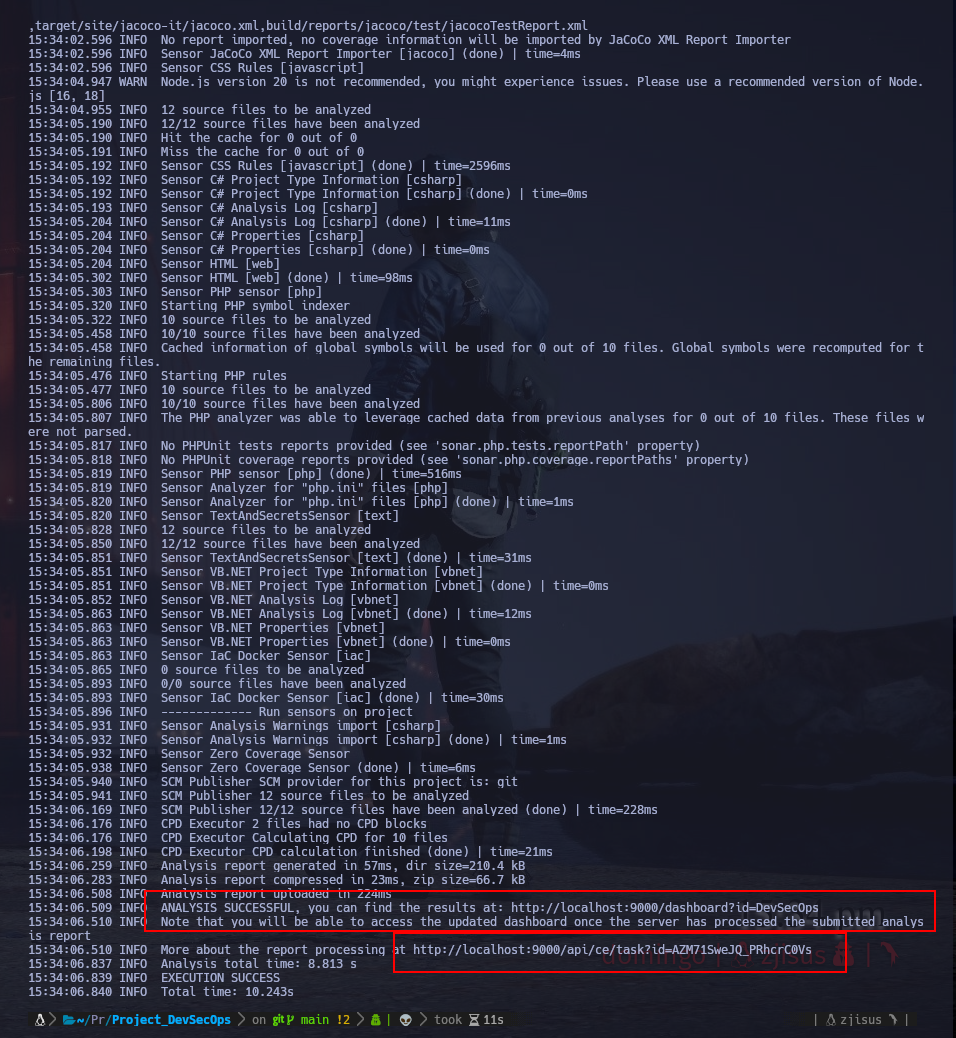 ,target/site/jacoco-it/jacoco.xml,build/reports/jacoco/test/jacocoTestReport.xml
15:34:02.596 INFO  No report imported, no coverage information will be imported by JaCoCo XML Report Importer
15:34:02.596 INFO  Sensor JaCoCo XML Report Importer [jacoco] (done) | time=4ms
15:34:02.596 INFO  Sensor CSS Rules [javascript]
15:34:04.947 WARN  Node.js version 20 is not recommended, you might experience issues. Please use a recommended version of Node.
js [16, 18]
15:34:04.955 INFO  12 source files to be analyzed
15:34:05.190 INFO  12/12 source files have been analyzed
15:34:05.190 INFO  Hit the cache for 0 out of 0
15:34:05.191 INFO  Miss the cache for 0 out of 0
15:34:05.192 INFO  Sensor CSS Rules [javascript] (done) | time=2596ms
15:34:05.192 INFO  Sensor C# Project Type Information [csharp]
15:34:05.192 INFO  Sensor C# Project Type Information [csharp] (done) | time=0ms
15:34:05.193 INFO  Sensor C# Analysis Log [csharp]
15:34:05.204 INFO  Sensor C# Analysis Log [csharp] (done) | time=11ms
15:34:05.204 INFO  Sensor C# Properties [csharp]
15:34:05.204 INFO  Sensor C# Properties [csharp] (done) | time=0ms
15:34:05.204 INFO  Sensor HTML [web]
15:34:05.302 INFO  Sensor HTML [web] (done) | time=98ms
15:34:05.303 INFO  Sensor PHP sensor [php]
15:34:05.320 INFO  Starting PHP symbol indexer
15:34:05.322 INFO  10 source files to be analyzed
15:34:05.458 INFO  10/10 source files have been analyzed
15:34:05.458 INFO  Cached information of global symbols will be used for 0 out of 10 files. Global symbols were recomputed for t
he remaining files.
15:34:05.476 INFO  Starting PHP rules
15:34:05.477 INFO  10 source files to be analyzed
15:34:05.806 INFO  10/10 source files have been analyzed
15:34:05.807 INFO  The PHP analyzer was able to leverage cached data from previous analyses for 0 out of 10 files. These files w
ere not parsed.
15:34:05.817 INFO  No PHPUnit tests reports provided (see 'sonar.php.tests.reportPath' property)
15:34:05.818 INFO  No PHPUnit coverage reports provided (see 'sonar.php.coverage.reportPaths' property)
15:34:05.819 INFO  Sensor PHP sensor [php] (done) | time=516ms
15:34:05.819 INFO  Sensor Analyzer for "php.ini" files [php]
15:34:05.820 INFO  Sensor Analyzer for "php.ini" files [php] (done) | time=1ms
15:34:05.820 INFO  Sensor TextAndSecretsSensor [text]
15:34:05.828 INFO  12 source files to be analyzed
15:34:05.850 INFO  12/12 source files have been analyzed
15:34:05.851 INFO  Sensor TextAndSecretsSensor [text] (done) | time=31ms
15:34:05.851 INFO  Sensor VB.NET Project Type Information [vbnet]
15:34:05.851 INFO  Sensor VB.NET Project Type Information [vbnet] (done) | time=0ms
15:34:05.852 INFO  Sensor VB.NET Analysis Log [vbnet]
15:34:05.863 INFO  Sensor VB.NET Analysis Log [vbnet] (done) | time=12ms
15:34:05.863 INFO  Sensor VB.NET Properties [vbnet]
15:34:05.863 INFO  Sensor VB.NET Properties [vbnet] (done) | time=0ms
15:34:05.863 INFO  Sensor IaC Docker Sensor [iac]
15:34:05.865 INFO  0 source files to be analyzed
15:34:05.893 INFO  0/0 source files have been analyzed
15:34:05.893 INFO  Sensor IaC Docker Sensor [iac] (done) | time=30ms
15:34:05.896 INFO  ------------- Run sensors on project
15:34:05.931 INFO  Sensor Analysis Warnings import [csharp]
15:34:05.932 INFO  Sensor Analysis Warnings import [csharp] (done) | time=1ms
15:34:05.932 INFO  Sensor Zero Coverage Sensor
15:34:05.938 INFO  Sensor Zero Coverage Sensor (done) | time=6ms
15:34:05.940 INFO  SCM Publisher SCM provider for this project is: git
15:34:05.941 INFO  SCM Publisher 12 source files to be analyzed
15:34:06.169 INFO  SCM Publisher 12/12 source files have been analyzed (done) | time=228ms
15:34:06.176 INFO  CPD Executor 2 files had no CPD blocks
15:34:06.176 INFO  CPD Executor Calculating CPD for 10 files
15:34:06.198 INFO  CPD Executor CPD calculation finished (done) | time=21ms
15:34:06.259 INFO  Analysis report generated in 57ms, dir size=210.4 kB
15:34:06.283 INFO  Analysis report compressed in 23ms, zip size=66.7 kB
15:34:06.508 INFO  Analysis report uploaded in 224ms
15:34:06.509 INFO  ANALYSIS SUCCESSFUL, you can find the results at: http://localhost:9000/dashboard?id=DevSecOps
15:34:06.510 INFO  Note that you will be able to access the updated dashboard once the server has processed the submitted analys
is report
15:34:06.510 INFO  More about the report processing at http://localhost:9000/api/ce/task?id=AZM71SweJQ_PRhcrC0Vs
15:34:06.837 INFO  Analysis total time: 8.813 s
domingo | zjisus |
15:34:06.839 INFO  EXECUTION SUCCESS
15:34:06.840 INFO  Total time: 10.243s
~/Pr/Project_DevSecOps on git main !2 | took 11s | zjisus |